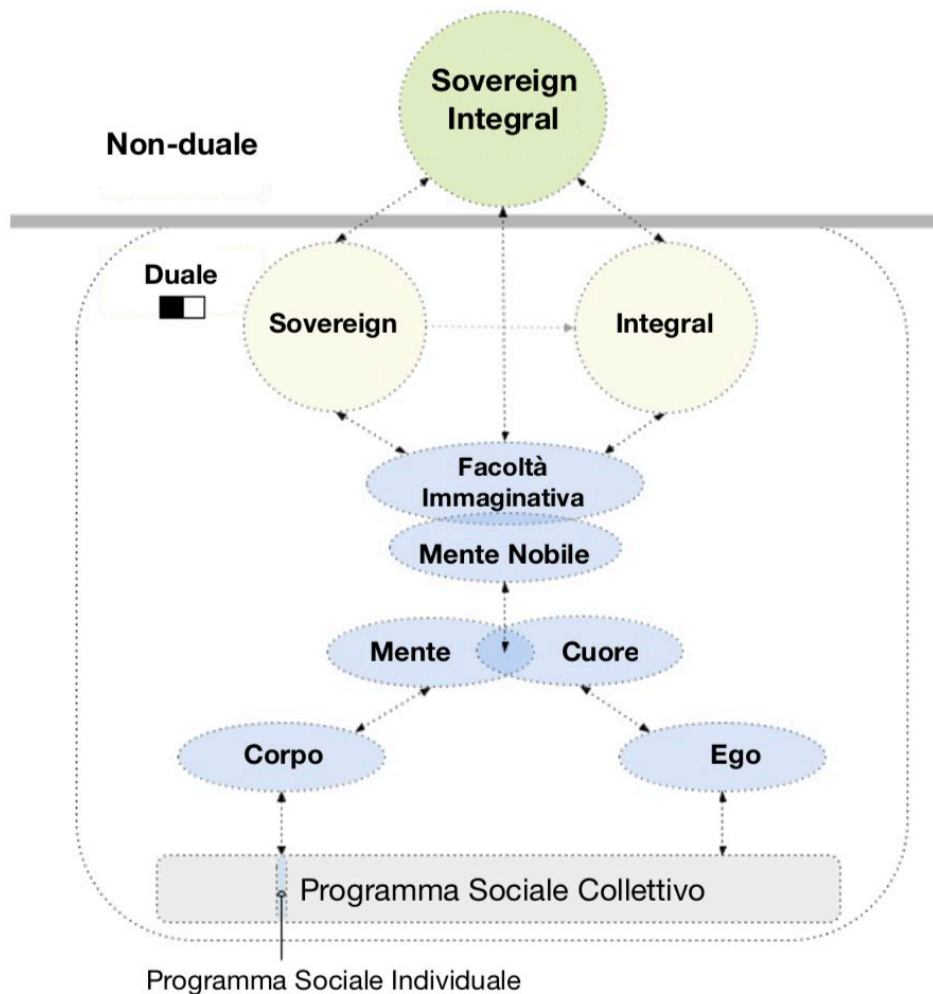 Sovereign
Integral
Non-duale
Duale
Sovereign
Integral
Facoltà
Immaginativa
Mente Nobile
Mente
Cuore
Corpo
Ego
Programma Sociale Collettivo
Programma Sociale Individuale